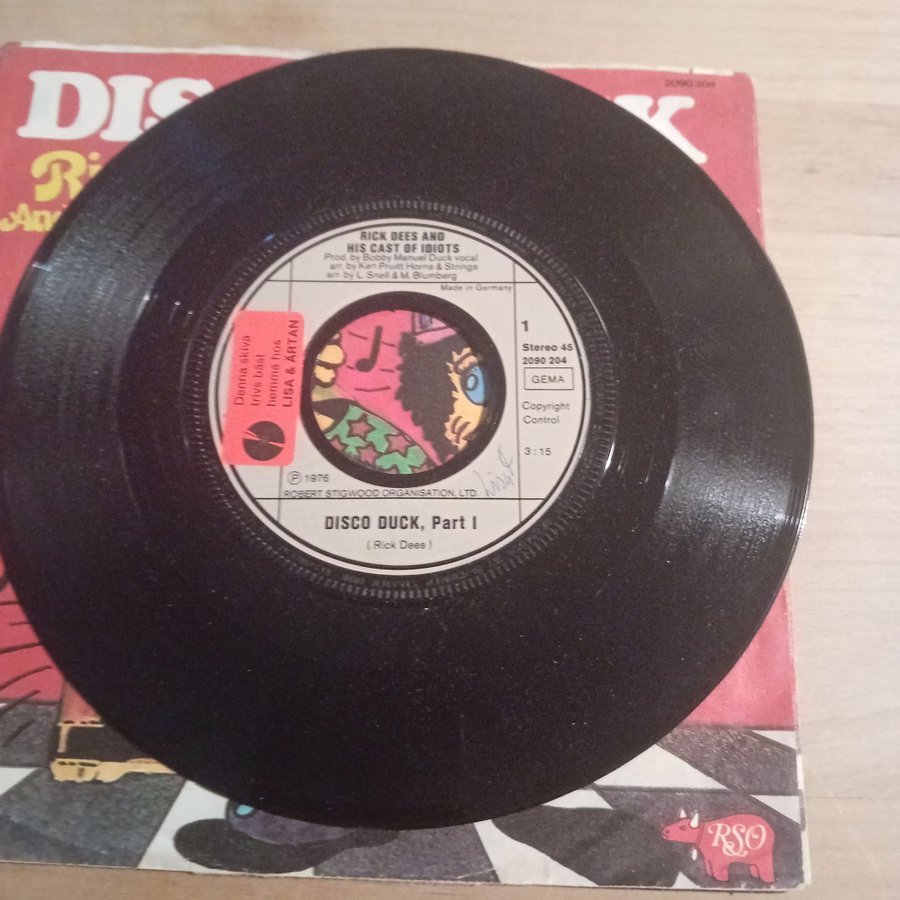 2090 204
DIS K
Ri
An
RICK DEES AND
HIS CAST OF IDIOTS
Prod. by Bobby Manuel Duck vocal
arr. by Ken Pruitt Horns & Strings
arr. by L. Snell & M. Blumberg
Made in Germany
1
Stereo 45
2090 204
GEMA
Copyright
Control
3:15
Denna skiva
trivs bäst
hemma hos
LISA & ÄRTAN
℗ 1976
ROBERT STIGWOOD ORGANISATION, LTD.
DISCO DUCK, Part I
(Rick Dees)
RSO